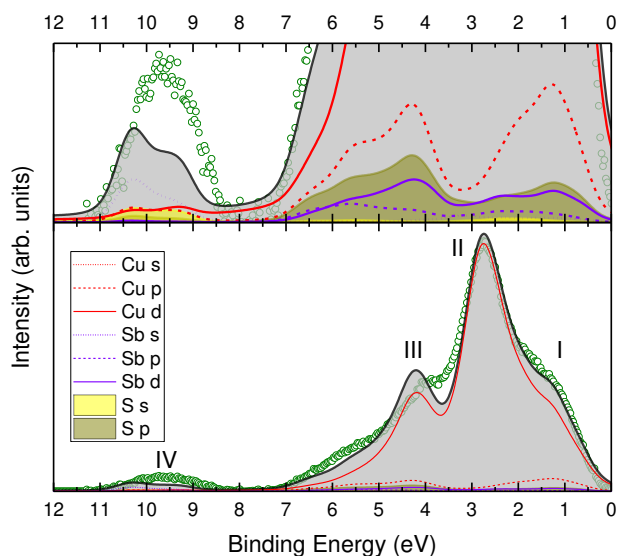 12 11 10 9 8 7 6 5 4 3 2 1 0
Intensity (arb. units)
II
III
I
IV
Cu s
Cu p
Cu d
Sb s
Sb p
Sb d
S s
S p
12 11 10 9 8 7 6 5 4 3 2 1 0
Binding Energy (eV)